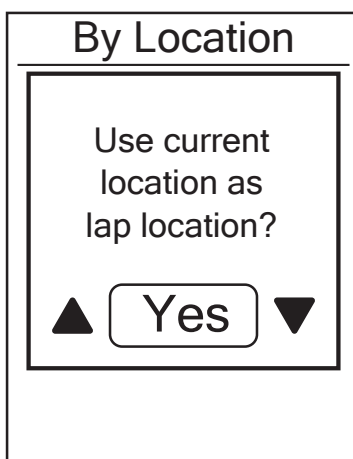 By Location
Use current
location as
lap location?
Yes